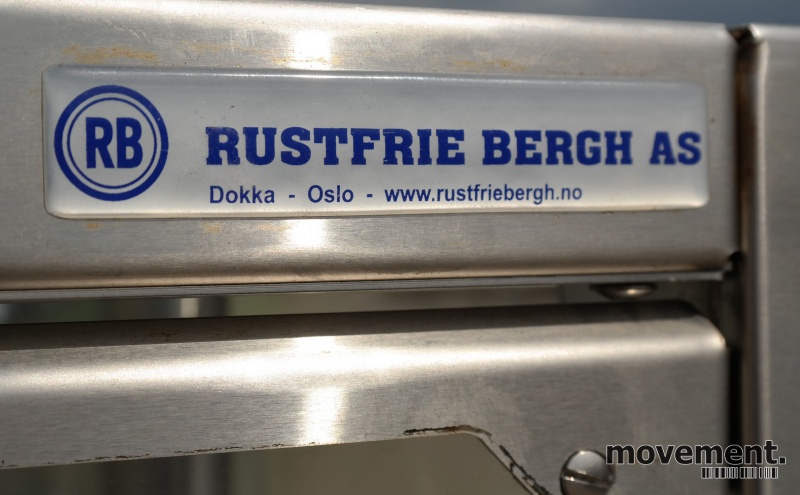 RB
RUSTFRIE BERGH AS
Dokka - Oslo - www.rustfriebergh.no
movement.